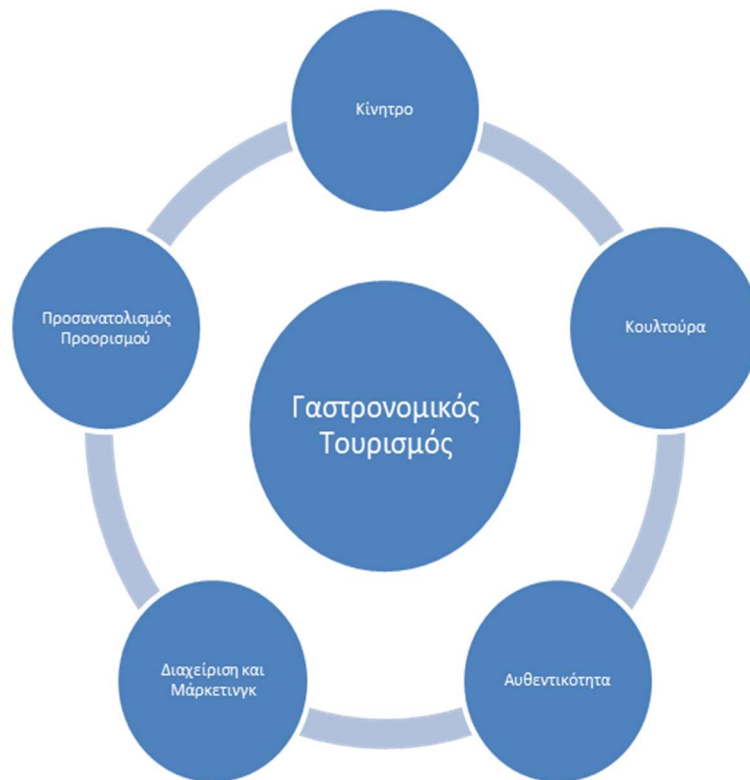 Κίνητρο
Κουλτούρα
Αυθεντικότητα
Διαχείριση και
Μάρκετινγκ
Προσανατολισμός
Προορισμού
Γαστρονομικός
Τουρισμός